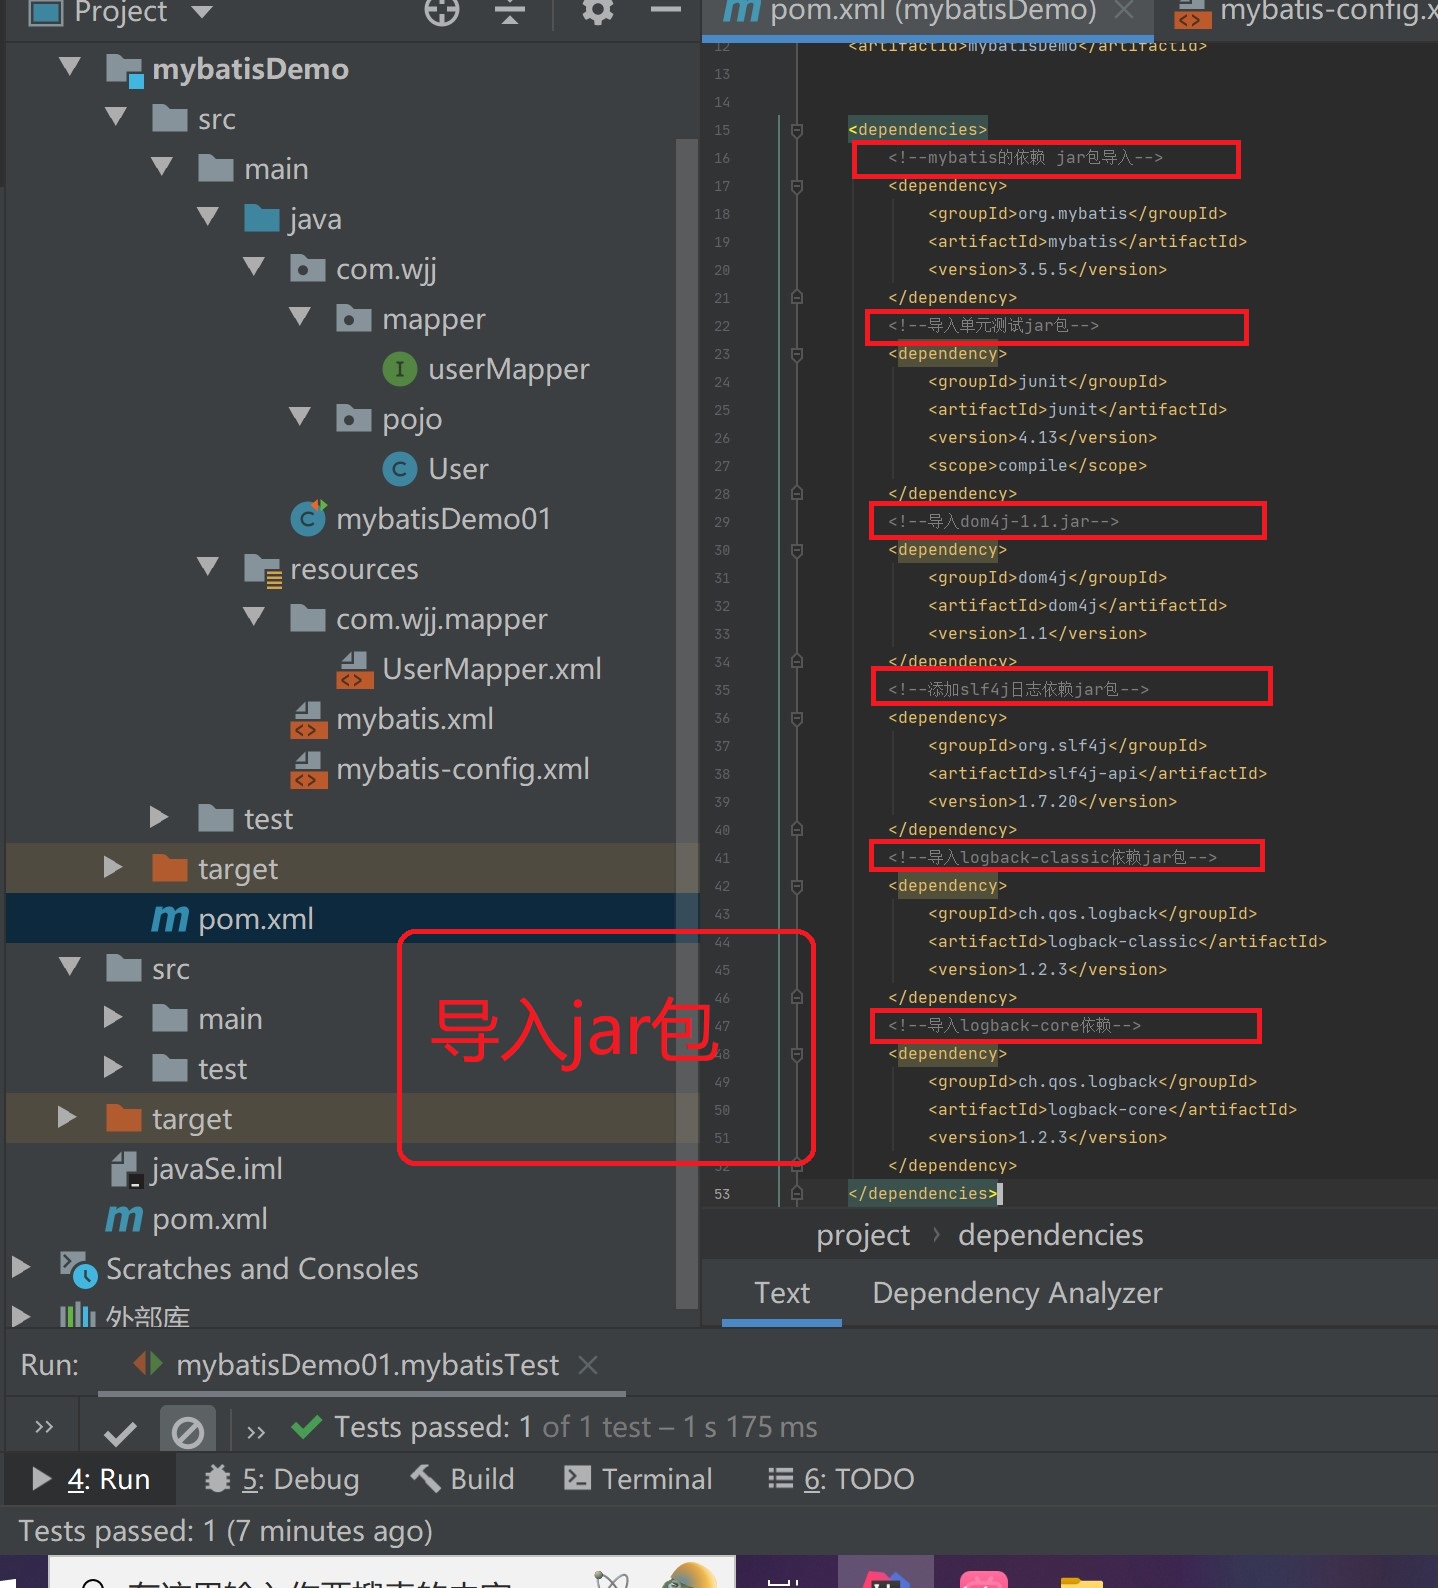 Project
pom.xml (mybatisDemo)
mybatis-config.x
mybatisDemo
src
main
java
com.wjj
mapper
userMapper
pojo
User
mybatisDemo01
resources
com.wjj.mapper
UserMapper.xml
mybatis.xml
mybatis-config.xml
test
target
pom.xml
src
main
test
target
javaSe.iml
pom.xml
Scratches and Consoles
外部库
导入jar包
12 <artifactId>mybatisDemo</artifactId>
13
14
15 <dependencies>
16 <!--mybatis的依赖 jar包导入-->
17 <dependency>
18 <groupId>org.mybatis</groupId>
19 <artifactId>mybatis</artifactId>
20 <version>3.5.5</version>
21 </dependency>
22 <!--导入单元测试jar包-->
23 <dependency>
24 <groupId>junit</groupId>
25 <artifactId>junit</artifactId>
26 <version>4.13</version>
27 <scope>compile</scope>
28 </dependency>
29 <!--导入dom4j-1.1.jar-->
30 <dependency>
31 <groupId>dom4j</groupId>
32 <artifactId>dom4j</artifactId>
33 <version>1.1</version>
34 </dependency>
35 <!--添加slf4j日志依赖jar包-->
36 <dependency>
37 <groupId>org.slf4j</groupId>
38 <artifactId>slf4j-api</artifactId>
39 <version>1.7.20</version>
40 </dependency>
41 <!--导入logback-classic依赖jar包-->
42 <dependency>
43 <groupId>ch.qos.logback</groupId>
44 <artifactId>logback-classic</artifactId>
45 <version>1.2.3</version>
46 </dependency>
47 <!--导入logback-core依赖-->
48 <dependency>
49 <groupId>ch.qos.logback</groupId>
50 <artifactId>logback-core</artifactId>
51 <version>1.2.3</version>
52 </dependency>
53 </dependencies>
project › dependencies
Text Dependency Analyzer
Run: mybatisDemo01.mybatisTest
Tests passed: 1 of 1 test – 1 s 175 ms
4: Run 5: Debug Build Terminal 6: TODO
Tests passed: 1 (7 minutes ago)